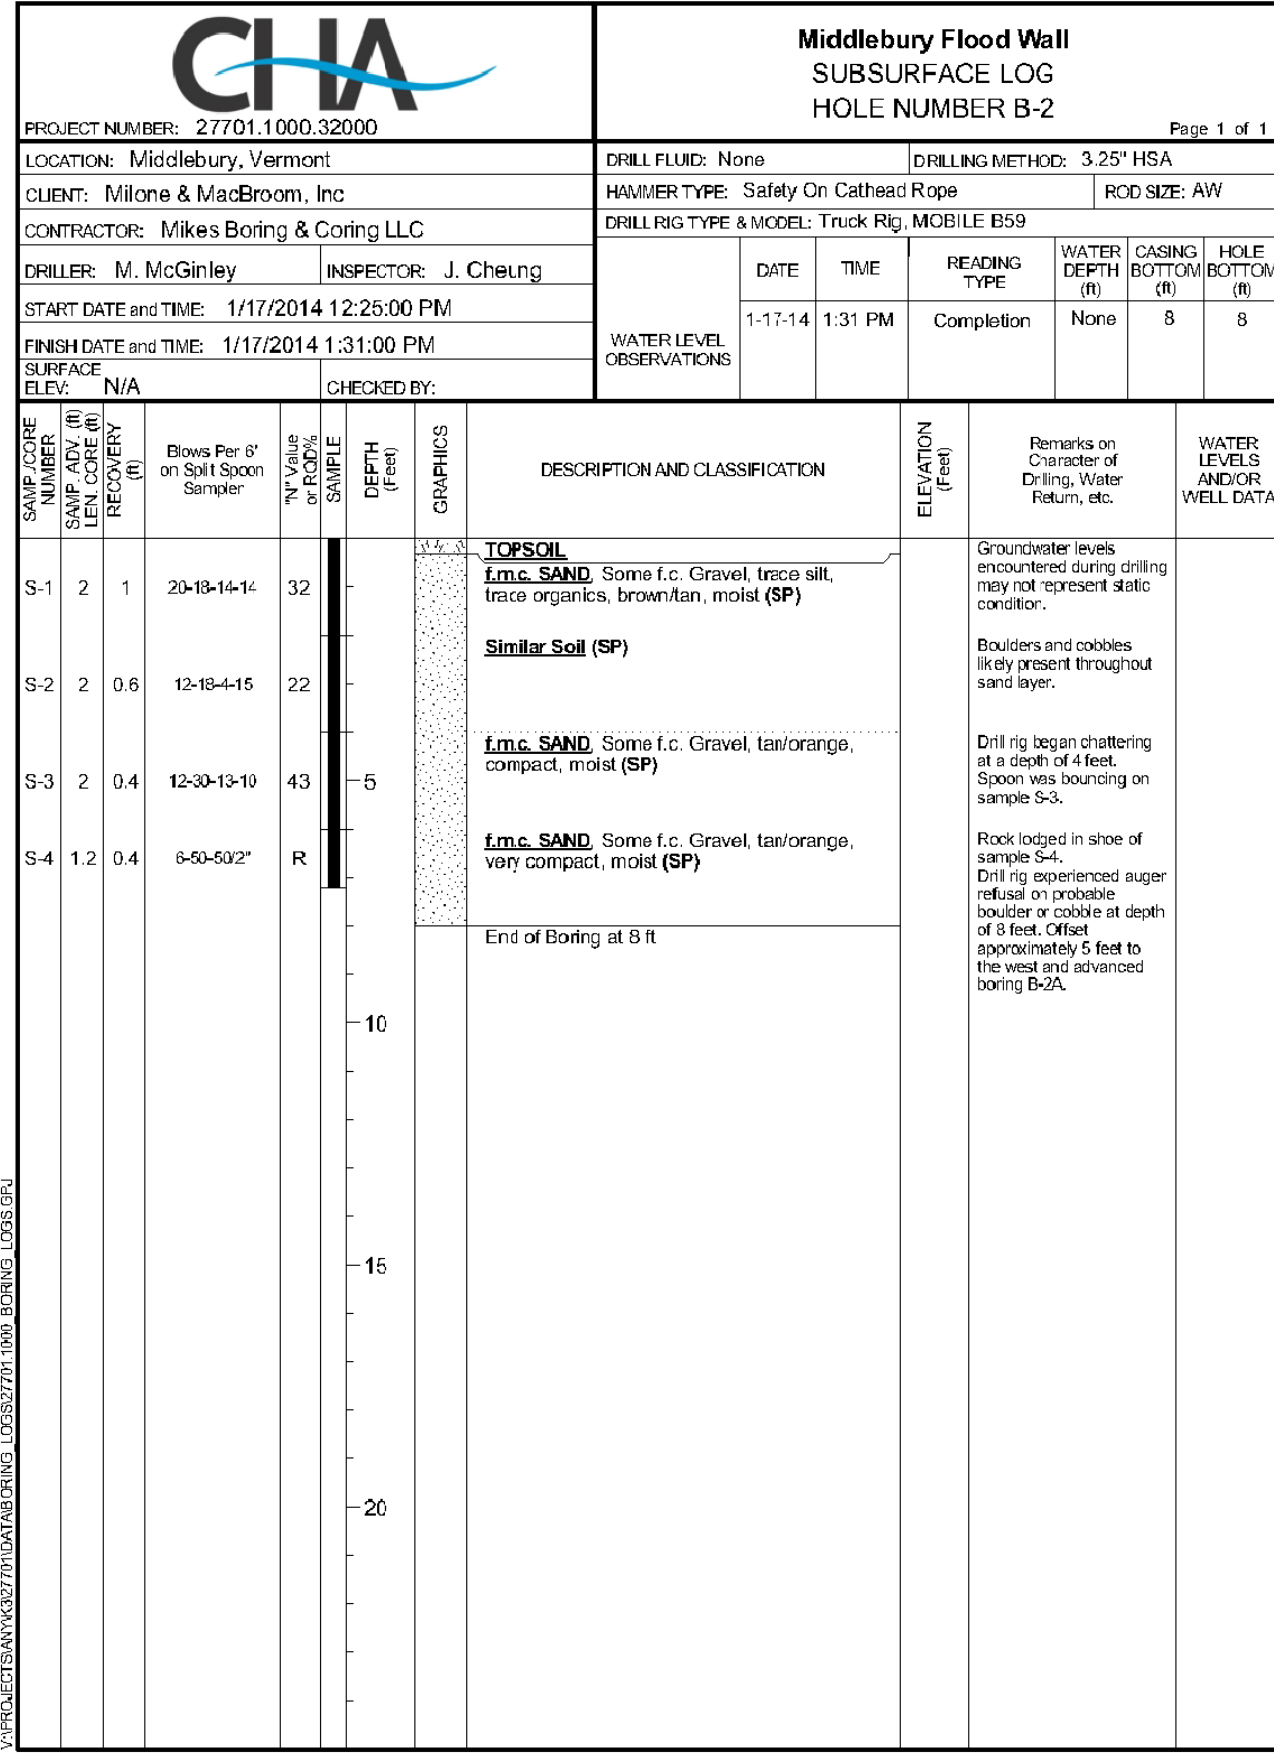 CHA
PROJECT NUMBER: 27701.1000.32000
Middlebury Flood Wall
SUBSURFACE LOG
HOLE NUMBER B-2
Page 1 of 1
LOCATION: Middlebury, Vermont
CLIENT: Milone & MacBroom, Inc
CONTRACTOR: Mikes Boring & Coring LLC
DRILLER: M. McGinley INSPECTOR: J. Cheung
START DATE and TIME: 1/17/2014 12:25:00 PM
FINISH DATE and TIME: 1/17/2014 1:31:00 PM
SURFACE
ELEV: N/A CHECKED BY:
DRILL FLUID: None DRILLING METHOD: 3.25" HSA
HAMMER TYPE: Safety On Cathead Rope ROD SIZE: AW
DRILL RIG TYPE & MODEL: Truck Rig, MOBILE B59
WATER LEVEL
OBSERVATIONS
DATE
TIME
READING
TYPE
WATER
DEPTH
(ft)
CASING
BOTTOM
(ft)
HOLE
BOTTOM
(ft)
1-17-14 1:31 PM Completion None 8 8
SAMP./CORE
NUMBER
SAMP. ADV. (ft)
LEN. CORE (ft)
RECOVERY
(ft)
Blows Per 6"
on Split Spoon
Sampler
"N" Value
or RQD%
SAMPLE
DEPTH
(Feet)
GRAPHICS
DESCRIPTION AND CLASSIFICATION
ELEVATION
(Feet)
Remarks on
Character of
Drilling, Water
Return, etc.
WATER
LEVELS
AND/OR
WELL DATA
S-1 2 1 20-18-14-14 32
TOPSOIL
f.m.c. SAND, Some f.c. Gravel, trace silt,
trace organics, brown/tan, moist (SP)
Groundwater levels
encountered during drilling
may not represent static
condition.
S-2 2 0.6 12-18-4-15 22
Similar Soil (SP)
Boulders and cobbles
likely present throughout
sand layer.
S-3 2 0.4 12-30-13-10 43
5
f.m.c. SAND, Some f.c. Gravel, tan/orange,
compact, moist (SP)
Drill rig began chattering
at a depth of 4 feet.
Spoon was bouncing on
sample S-3.
S-4 1.2 0.4 6-50-50/2" R
f.m.c. SAND, Some f.c. Gravel, tan/orange,
very compact, moist (SP)
Rock lodged in shoe of
sample S-4.
Drill rig experienced auger
refusal on probable
boulder or cobble at depth
of 8 feet. Offset
approximately 5 feet to
the west and advanced
boring B-2A.
End of Boring at 8 ft
10
15
20
V:\PROJECTS\ANY\K3\27701\DATA\BORING_LOGS\27701.1000_BORING_LOGS.GPJ